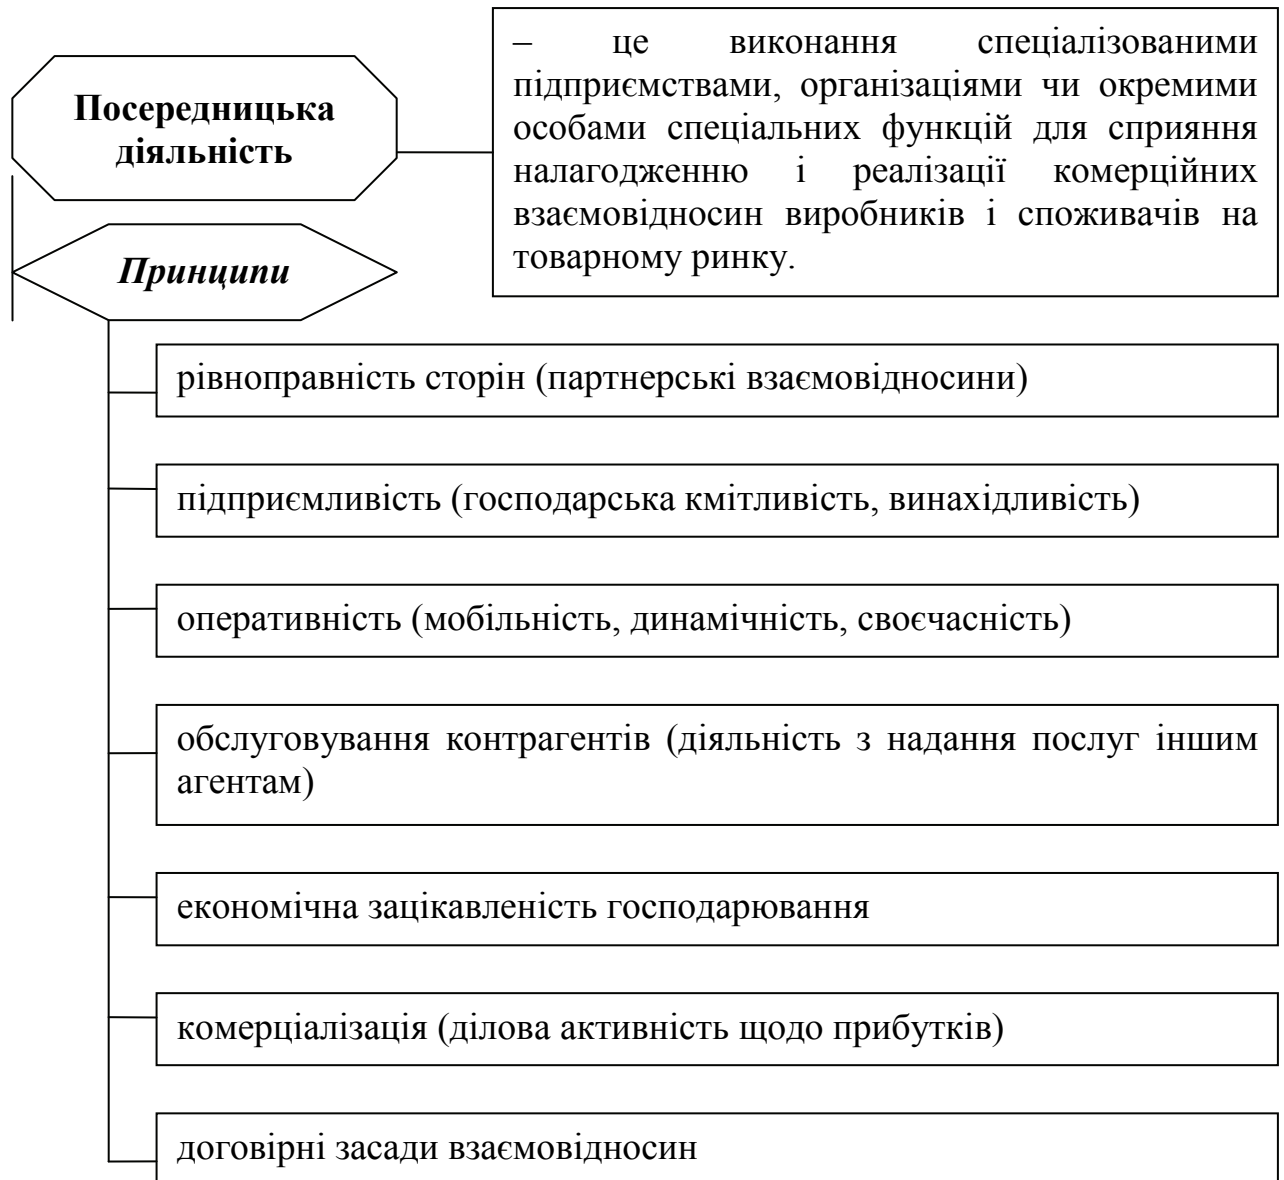 Посередницька
діяльність
– це виконання спеціалізованими
підприємствами, організаціями чи окремими
особами спеціальних функцій для сприяння
налагодженню і реалізації комерційних
взаємовідносин виробників і споживачів на
товарному ринку.
Принципи
рівноправність сторін (партнерські взаємовідносини)
підприємливість (господарська кмітливість, винахідливість)
оперативність (мобільність, динамічність, своєчасність)
обслуговування контрагентів (діяльність з надання послуг іншим
агентам)
економічна зацікавленість господарювання
комерціалізація (ділова активність щодо прибутків)
договірні засади взаємовідносин